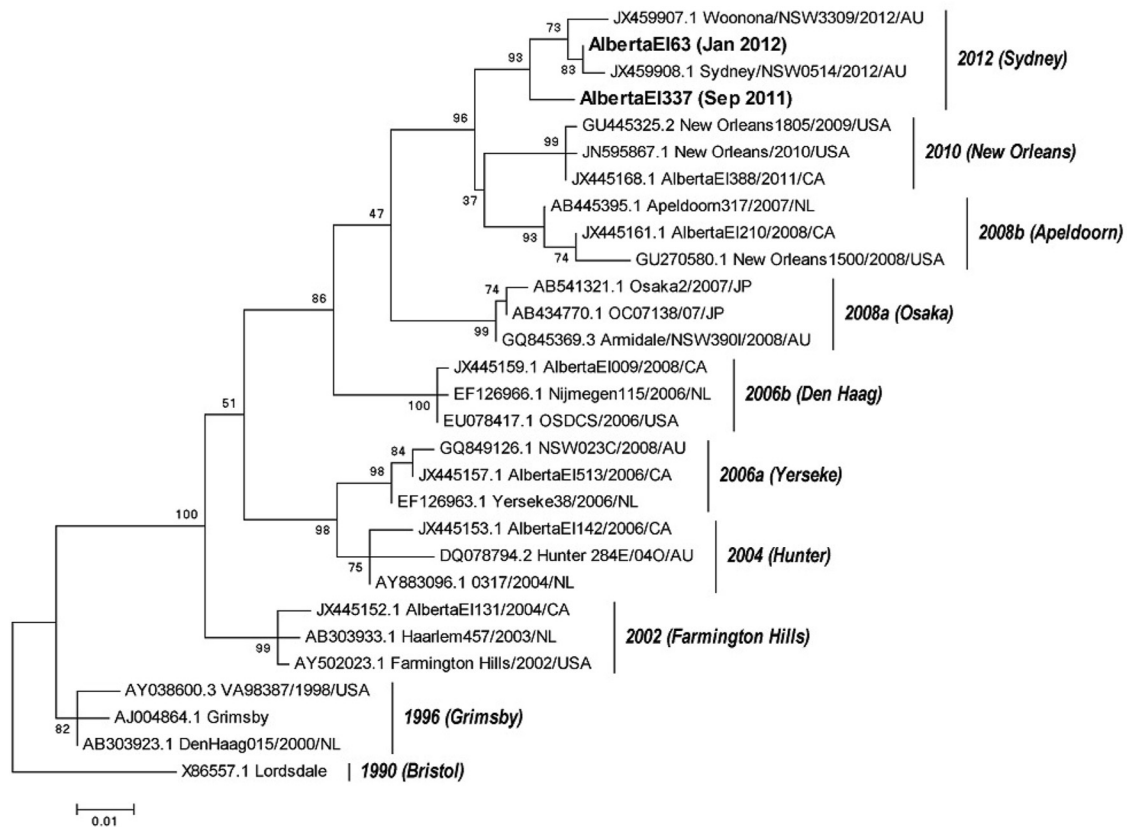 JX459907.1 Woonona/NSW3309/2012/AU
73
AlbertaEI63 (Jan 2012)
2012 (Sydney)
93
83
JX459908.1 Sydney/NSW0514/2012/AU
AlbertaEI337 (Sep 2011)
96
GU445325.2 New Orleans1805/2009/USA
99
JN595867.1 New Orleans/2010/USA
2010 (New Orleans)
JX445168.1 AlbertaEI388/2011/CA
37
AB445395.1 Apeldoorn317/2007/NL
47
93
JX445161.1 AlbertaEI210/2008/CA
2008b (Apeldoorn)
74
GU270580.1 New Orleans1500/2008/USA
74
AB541321.1 Osaka2/2007/JP
86
AB434770.1 OC07138/07/JP
2008a (Osaka)
99
GQ845369.3 Armidale/NSW390I/2008/AU
JX445159.1 AlbertaEI009/2008/CA
EF126966.1 Nijmegen115/2006/NL
2006b (Den Haag)
100
51
EU078417.1 OSDCS/2006/USA
GQ849126.1 NSW023C/2008/AU
84
98
JX445157.1 AlbertaEI513/2006/CA
2006a (Yerseke)
EF126963.1 Yerseke38/2006/NL
100
98
JX445153.1 AlbertaEI142/2006/CA
DQ078794.2 Hunter 284E/04O/AU
2004 (Hunter)
75
AY883096.1 0317/2004/NL
JX445152.1 AlbertaEI131/2004/CA
AB303933.1 Haarlem457/2003/NL
2002 (Farmington Hills)
99
AY502023.1 Farmington Hills/2002/USA
AY038600.3 VA98387/1998/USA
AJ004864.1 Grimsby
1996 (Grimsby)
82
AB303923.1 DenHaag015/2000/NL
X86557.1 Lordsdale
1990 (Bristol)
0.01